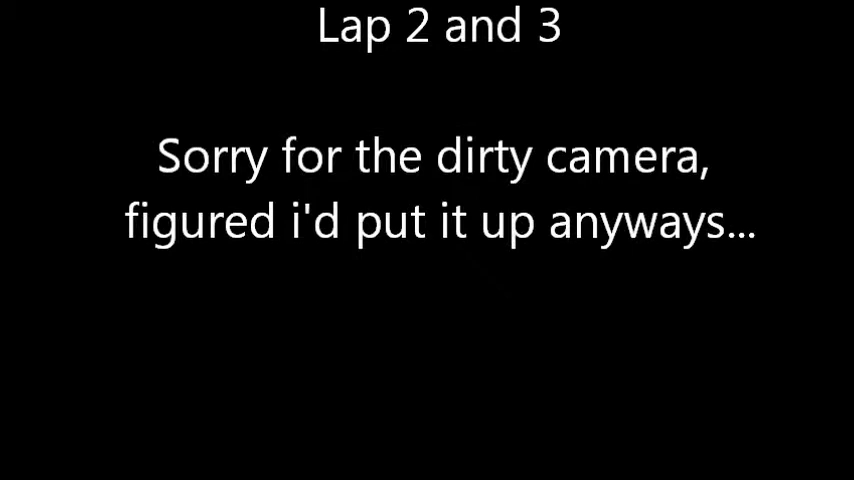 Lap 2 and 3
Sorry for the dirty camera,
figured i'd put it up anyways...